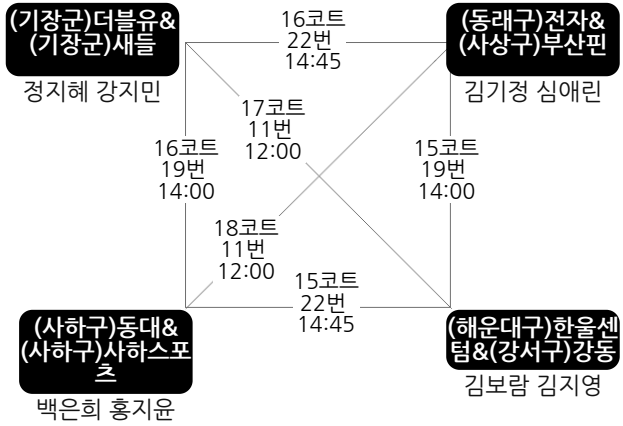 (기장군)더블유&
(기장군)새들
정지혜 강지민
16코트
22번
14:45
(동래구)전자&
(사상구)부산핀
김기정 심애린
17코트
11번
12:00
16코트
19번
14:00
15코트
19번
14:00
18코트
11번
12:00
15코트
22번
14:45
(사하구)동대&
(사하구)사하스포
츠
백은희 홍지윤
(해운대구)한울센
텀&(강서구)강동
김보람 김지영